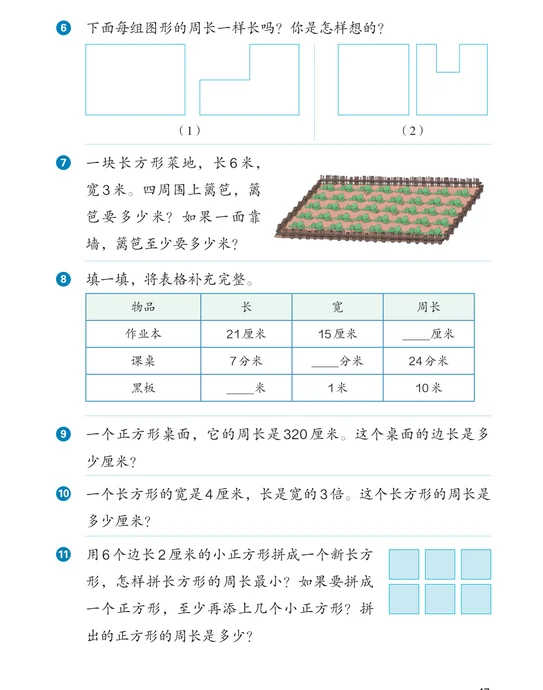 6 下面每组图形的周长一样长吗？你是怎样想的？
（1） （2）
7 一块长方形菜地，长6米，
宽3米。四周围上篱笆，篱
笆要多少米？如果一面靠
墙，篱笆至少要多少米？
8 填一填，将表格补充完整。
物品 长 宽 周长
作业本 21厘米 15厘米 ____厘米
课桌 7分米 ____分米 24分米
黑板 ____米 1米 10米
9 一个正方形桌面，它的周长是320厘米。这个桌面的边长是多
少厘米？
10 一个长方形的宽是4厘米，长是宽的3倍。这个长方形的周长是
多少厘米？
11 用6个边长2厘米的小正方形拼成一个新长方
形，怎样拼长方形的周长最小？如果要拼成
一个正方形，至少再添上几个小正方形？拼
出的正方形的周长是多少？